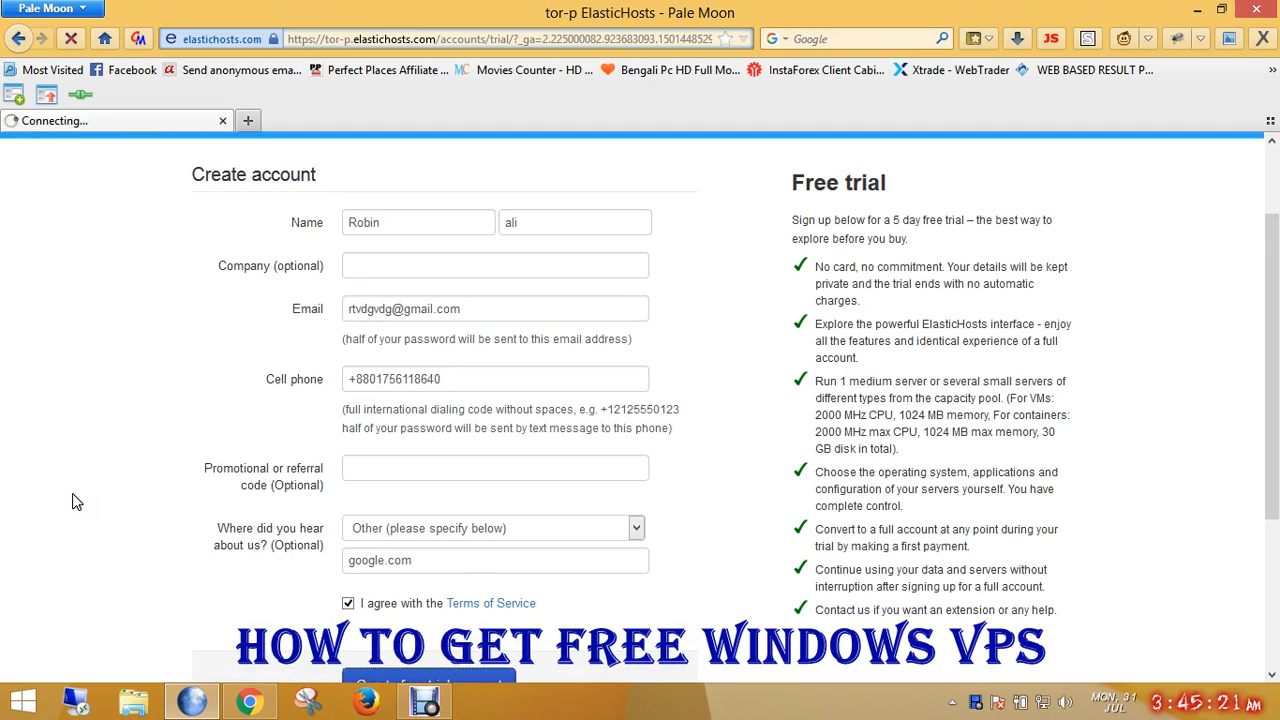 Pale Moon
tor-p ElasticHosts - Pale Moon
elastichosts.com
https://tor-p.elastichosts.com/accounts/trial/?_ga=2.225000082.923683093.1501448529
Google
JS
Most Visited
Facebook
Send anonymous ema...
Perfect Places Affiliate ...
Movies Counter - HD ...
Bengali Pc HD Full Mo...
InstaForex Client Cabi...
Xtrade - WebTrader
WEB BASED RESULT P...
Connecting...
Create account
Name
Robin
ali
Company (optional)
Email
rtvdgvdg@gmail.com
(half of your password will be sent to this email address)
Cell phone
+8801756118640
(full international dialing code without spaces, e.g. +12125550123
half of your password will be sent by text message to this phone)
Promotional or referral
code (Optional)
Where did you hear
about us? (Optional)
Other (please specify below)
google.com
I agree with the Terms of Service
Free trial
Sign up below for a 5 day free trial – the best way to
explore before you buy.
No card, no commitment. Your details will be kept
private and the trial ends with no automatic
charges.
Explore the powerful ElasticHosts interface - enjoy
all the features and identical experience of a full
account.
Run 1 medium server or several small servers of
different types from the capacity pool. (For VMs:
2000 MHz CPU, 1024 MB memory, For containers:
2000 MHz max CPU, 1024 MB max memory, 30
GB disk in total).
Choose the operating system, applications and
configuration of your servers yourself. You have
complete control.
Convert to a full account at any point during your
trial by making a first payment.
Continue using your data and servers without
interruption after signing up for a full account.
Contact us if you want an extension or any help.
HOW TO GET FREE WINDOWS VPS
MON, 31
JUL
3:45:21 AM